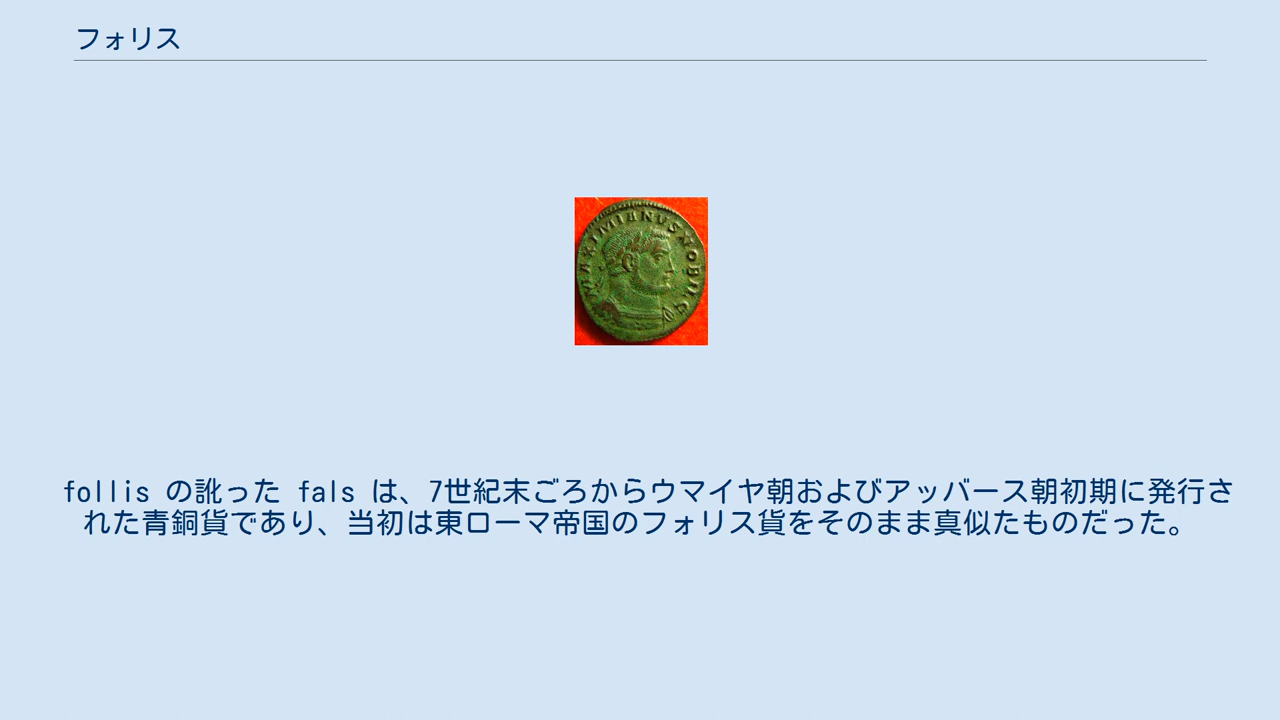 フォリス
MAXIMIANVS NOB N C
follis の訛った fals は、7世紀末ごろからウマイヤ朝およびアッバース朝初期に発行さ
れた青銅貨であり、当初は東ローマ帝国のフォリス貨をそのまま真似たものだった。